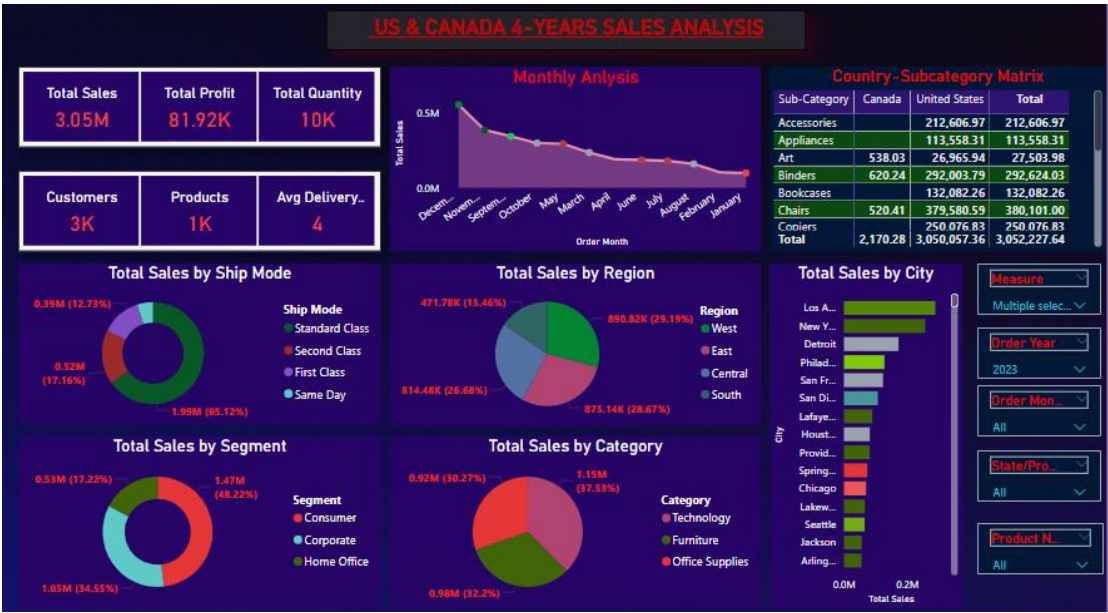 US & CANADA 4-YEARS SALES ANALYSIS
Total Sales
3.05M
Total Profit
81.92K
Total Quantity
10K
Customers
3K
Products
1K
Avg Delivery..
4
Monthly Anlysis
Total Sales
0.5M
0.0M
Decem... Novem... Septem... October May March April June July August February January
Order Month
Country-Subcategory Matrix
Sub-Category Canada United States Total
Accessories 212,606.97 212,606.97
Appliances 113,558.31 113,558.31
Art 538.03 26,965.94 27,503.98
Binders 620.24 292,003.79 292,624.03
Bookcases 132,082.26 132,082.26
Chairs 520.41 379,580.59 380,101.00
Copiers 250,076.83 250,076.83
Total 2,170.28 3,050,057.36 3,052,227.64
Total Sales by Ship Mode
0.39M (12.73%)
0.52M
(17.16%)
1.99M (65.12%)
Ship Mode
Standard Class
Second Class
First Class
Same Day
Total Sales by Region
471.78K (15.46%)
890.82K (29.19%)
814.48K (26.68%)
875.14K (28.67%)
Region
West
East
Central
South
Total Sales by City
City
Los A...
New Y...
Detroit
Philad...
San Fr...
San Di...
Lafaye...
Houst...
Provid...
Spring...
Chicago
Lakew...
Seattle
Jackson
Arling...
0.0M 0.2M
Total Sales
Measure
Multiple selec...
Order Year
2023
Order Mon...
All
State/Pro...
All
Product N...
All
Total Sales by Segment
0.53M (17.22%)
1.47M
(48.22%)
1.05M (34.55%)
Segment
Consumer
Corporate
Home Office
Total Sales by Category
0.92M (30.27%)
1.15M
(37.53%)
0.98M (32.2%)
Category
Technology
Furniture
Office Supplies